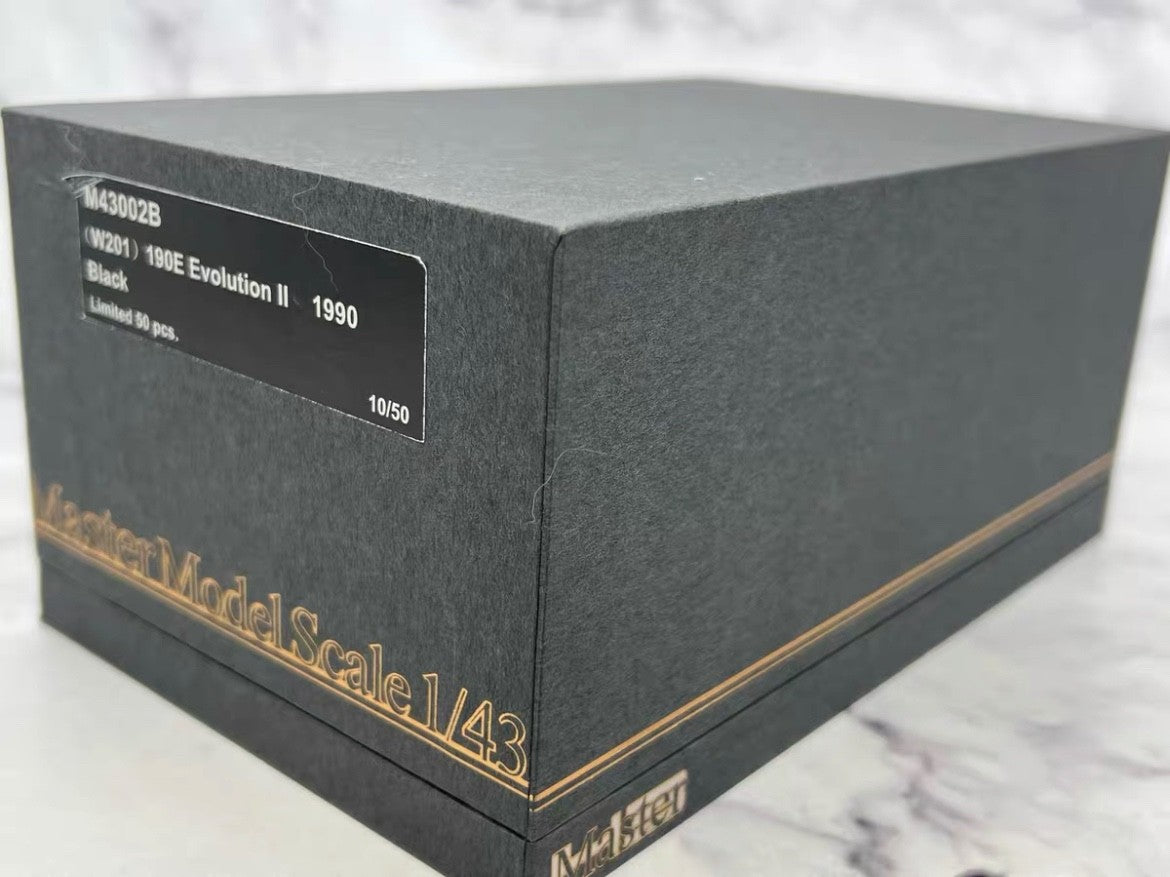 M43002B
（W201）190E Evolution II 1990
Black
Limited 50 pcs.
10/50
Master Model Scale 1/43
Master